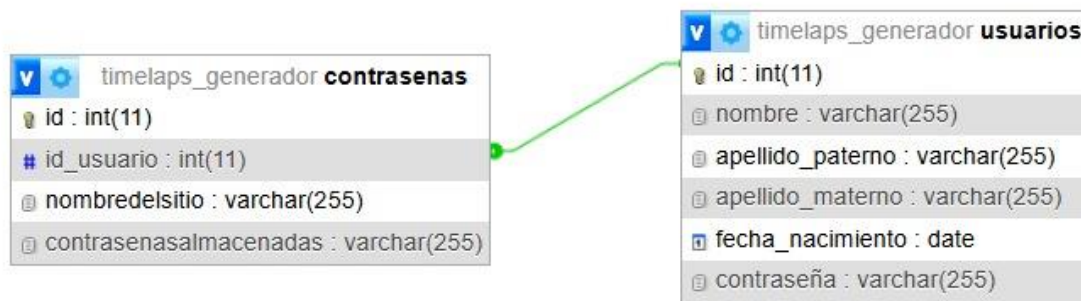 timelaps_generador contrasenas
id : int(11)
# id_usuario : int(11)
nombredelsitio : varchar(255)
contrasenasalmacenadas : varchar(255)
timelaps_generador usuarios
id : int(11)
nombre : varchar(255)
apellido_paterno : varchar(255)
apellido_materno : varchar(255)
fecha_nacimiento : date
contraseña : varchar(255)